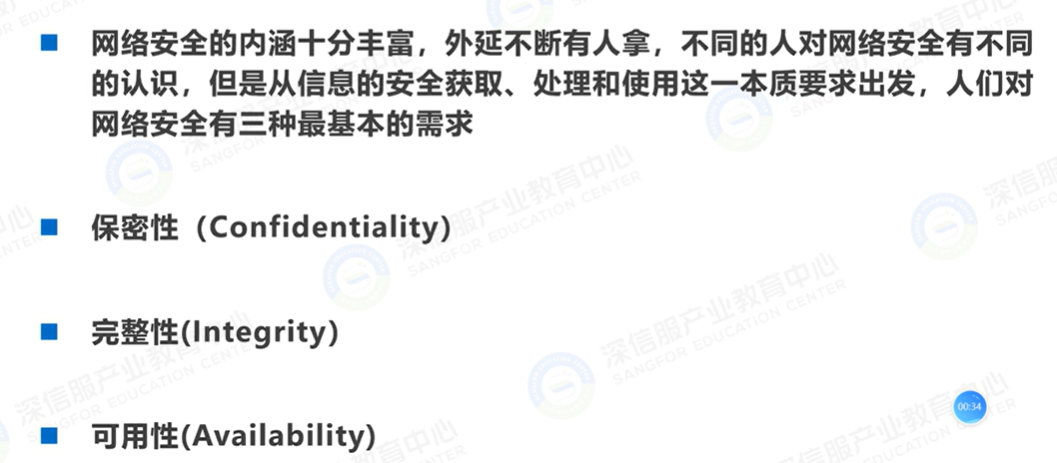 网络安全的内涵十分丰富，外延不断有人拿，不同的人对网络安全有不同
的认识，但是从信息的安全获取、处理和使用这一本质要求出发，人们对
网络安全有三种最基本的需求
保密性（Confidentiality）
完整性(Integrity）
可用性(Availability)
00:34
深信服产业教育中心
SANGFOR EDUCATION CENTER